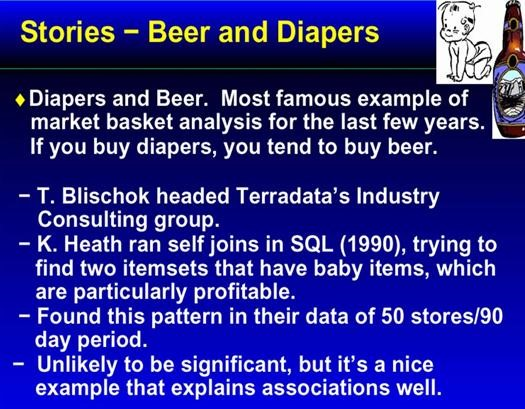 Stories − Beer and Diapers
♦Diapers and Beer. Most famous example of
market basket analysis for the last few years.
If you buy diapers, you tend to buy beer.
− T. Blischok headed Terradata's Industry
Consulting group.
− K. Heath ran self joins in SQL (1990), trying to
find two itemsets that have baby items, which
are particularly profitable.
− Found this pattern in their data of 50 stores/90
day period.
− Unlikely to be significant, but it's a nice
example that explains associations well.